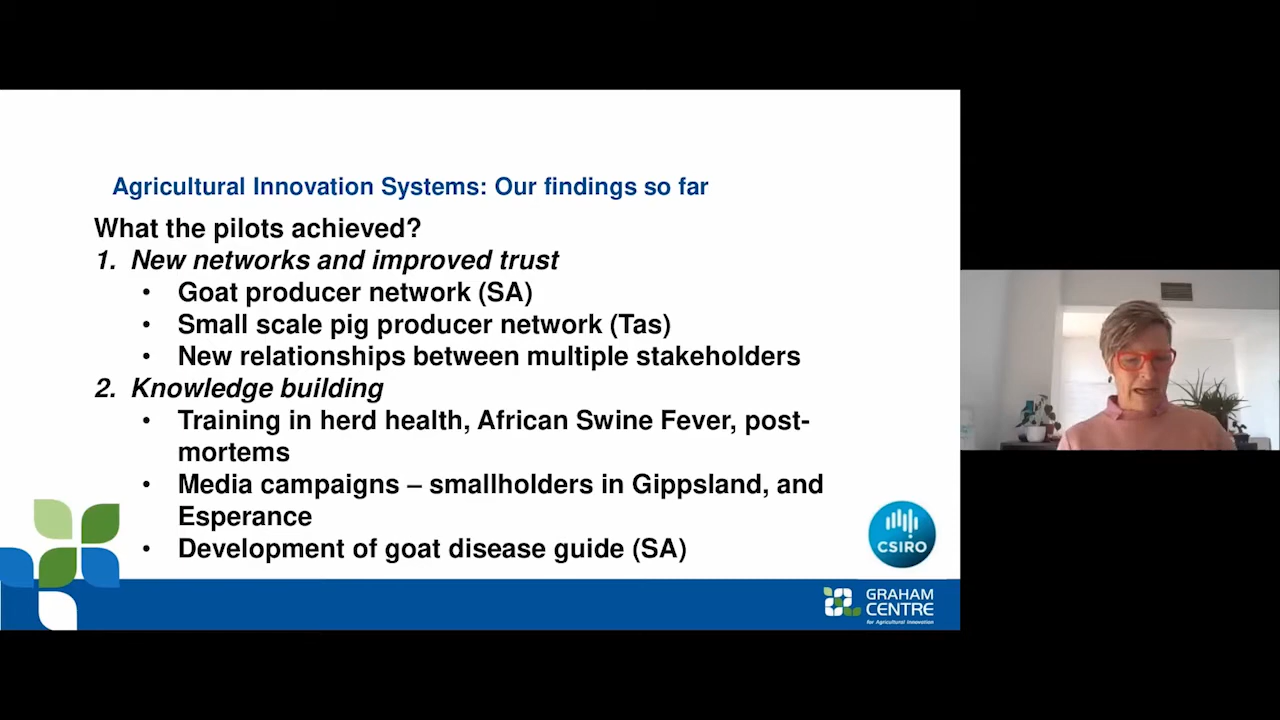 Agricultural Innovation Systems: Our findings so far
What the pilots achieved?
1. New networks and improved trust
• Goat producer network (SA)
• Small scale pig producer network (Tas)
• New relationships between multiple stakeholders
2. Knowledge building
• Training in herd health, African Swine Fever, post-
mortems
• Media campaigns – smallholders in Gippsland, and
Esperance
• Development of goat disease guide (SA)
CSIRO
GRAHAM
CENTRE
for Agricultural Innovation